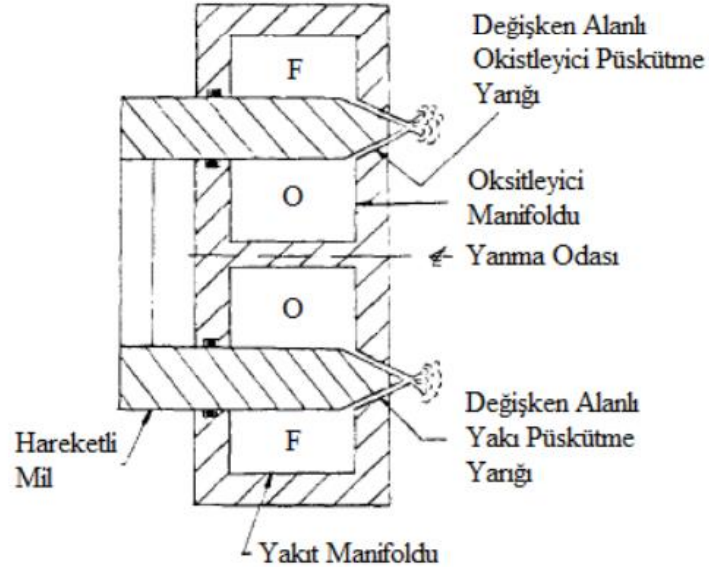 Değişken Alanlı
Okistleyici Püskütme
Yarığı
F
O
Oksitleyici
Manifoldu
Yanma Odası
O
F
Değişken Alanlı
Yakı Püskütme
Yarığı
Hareketli
Mil
Yakıt Manifoldu